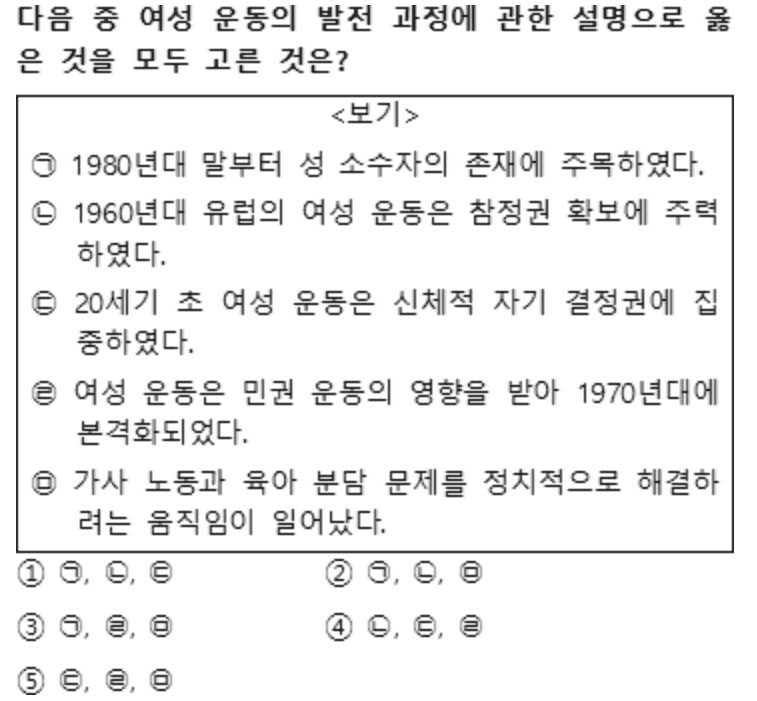 다음 중 여성 운동의 발전 과정에 관한 설명으로 옳
은 것을 모두 고른 것은?
<보기>
㉠ 1980년대 말부터 성 소수자의 존재에 주목하였다.
㉡ 1960년대 유럽의 여성 운동은 참정권 확보에 주력
하였다.
㉢ 20세기 초 여성 운동은 신체적 자기 결정권에 집
중하였다.
㉣ 여성 운동은 민권 운동의 영향을 받아 1970년대에
본격화되었다.
㉤ 가사 노동과 육아 분담 문제를 정치적으로 해결하
려는 움직임이 일어났다.
① ㉠, ㉡, ㉢ ② ㉠, ㉡, ㉤
③ ㉠, ㉣, ㉤ ④ ㉡, ㉢, ㉣
⑤ ㉢, ㉣, ㉤